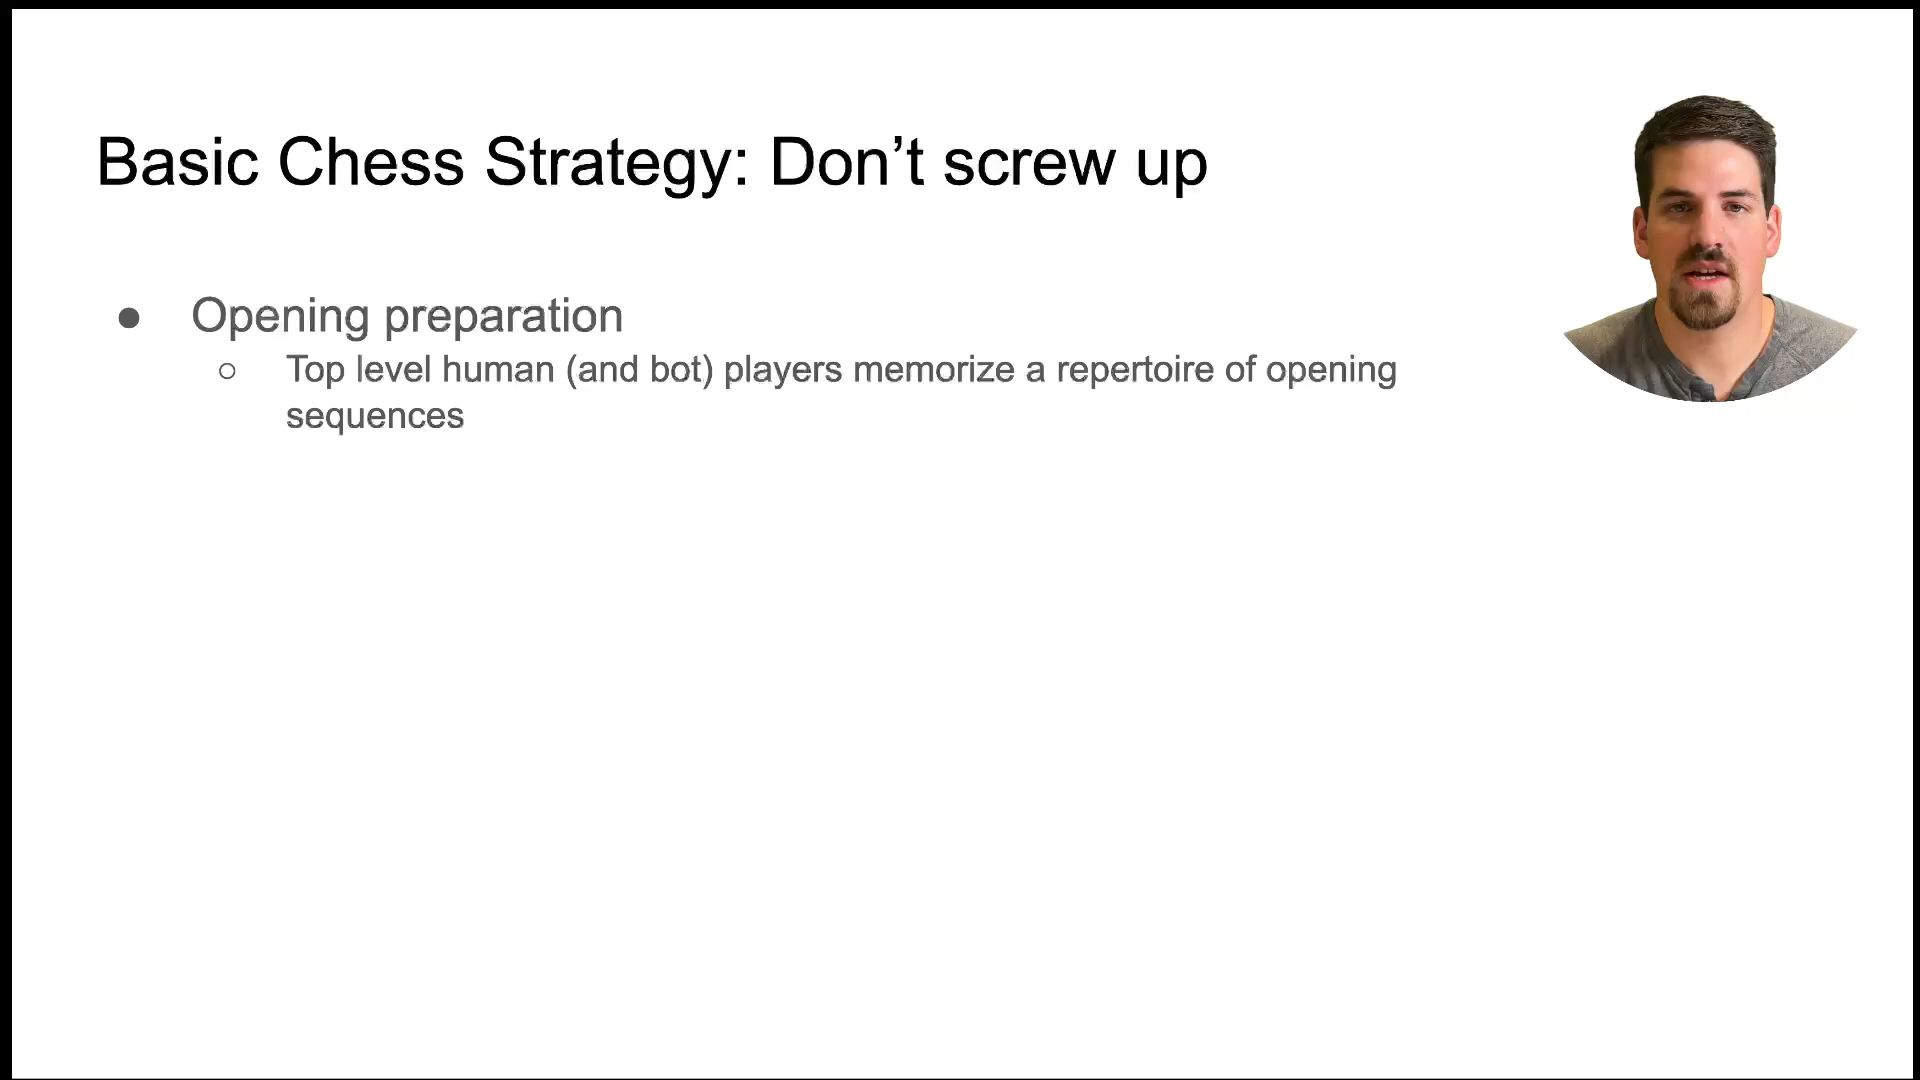 Basic Chess Strategy: Don’t screw up
● Opening preparation
○ Top level human (and bot) players memorize a repertoire of opening
sequences